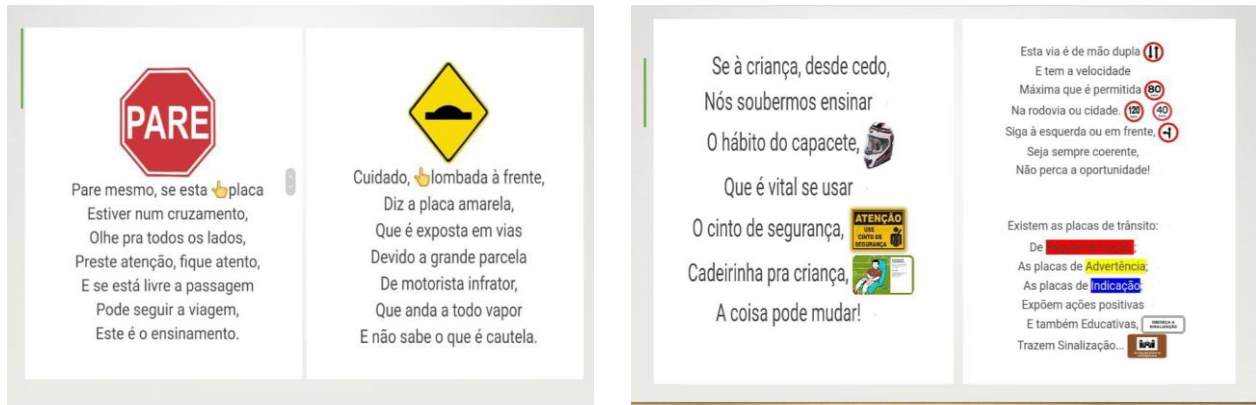 PARE
Pare mesmo, se esta placa
Estiver num cruzamento,
Olhe pra todos os lados,
Preste atenção, fique atento,
E se está livre a passagem
Pode seguir a viagem,
Este é o ensinamento.
Cuidado, lombada à frente,
Diz a placa amarela,
Que é exposta em vias
Devido a grande parcela
De motorista infrator,
Que anda a todo vapor
E não sabe o que é cautela.
Se à criança, desde cedo,
Nós soubermos ensinar
O hábito do capacete,
Que é vital se usar
O cinto de segurança, ATENÇÃO
USE
CINTO DE
SEGURANÇA
Cadeirinha pra criança,
A coisa pode mudar!
Esta via é de mão dupla
E tem a velocidade
Máxima que é permitida 80
Na rodovia ou cidade. 120 40
Siga à esquerda ou em frente,
Seja sempre coerente,
Não perca a oportunidade!
Existem as placas de trânsito:
De
As placas de Advertência;
As placas de Indicação;
Expõem ações positivas
E também Educativas, OBEDEÇA A
SINALIZAÇÃO
Trazem Sinalização...